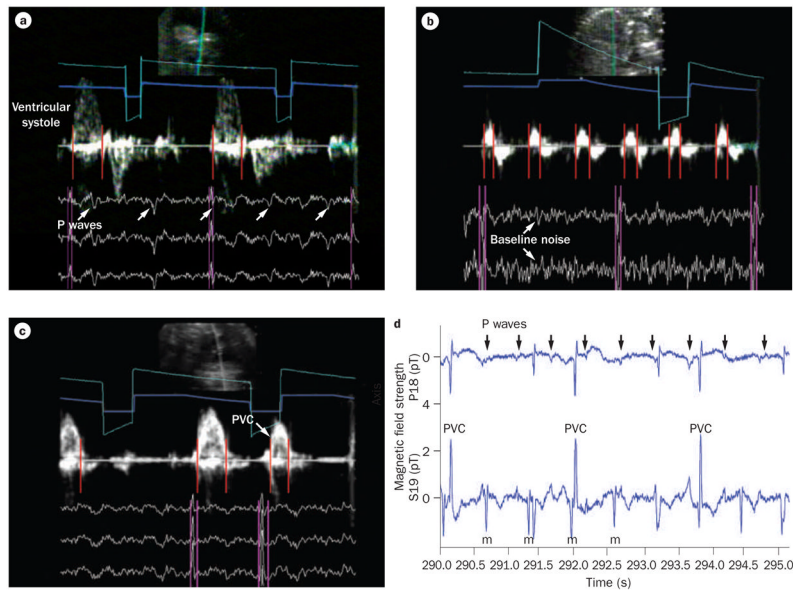 a
Ventricular
systole
P waves
b
Baseline noise
c
PVC
Axis
d
P waves
Magnetic field strength
P18 (pT)
0
4
S19 (pT)
2
0
PVC
PVC
PVC
m
m
m
m
290.0 290.5 291.0 291.5 292.0 292.5 293.0 293.5 294.0 294.5 295.0
Time (s)